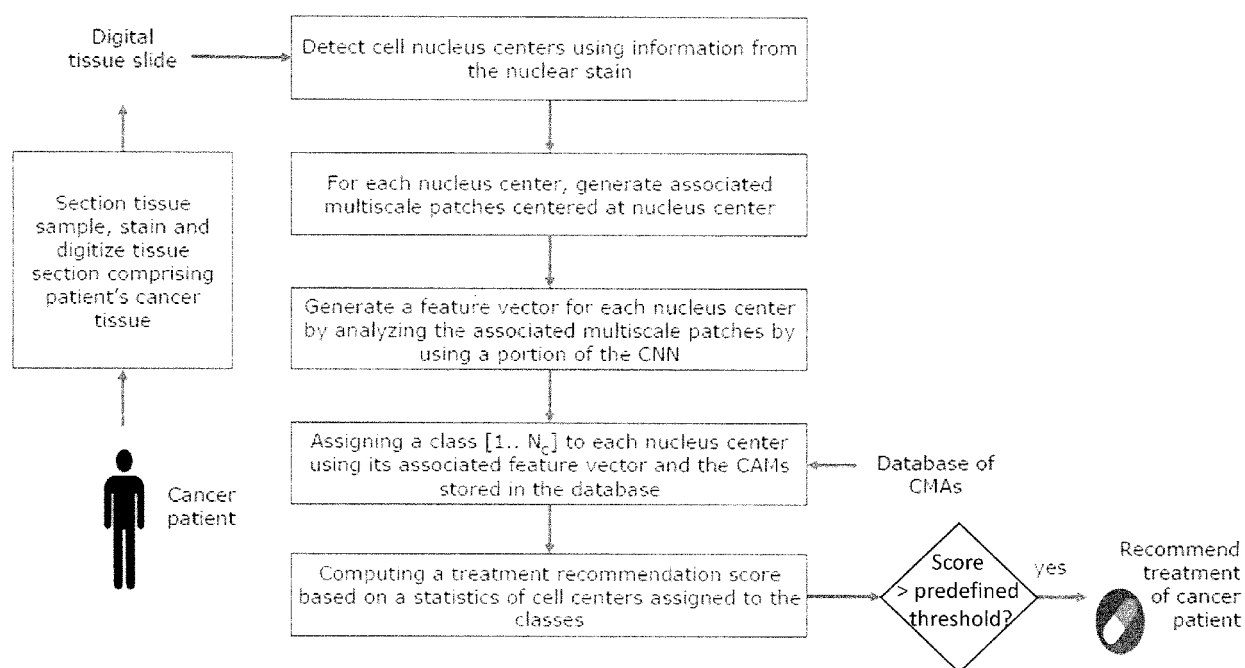 Digital
tissue slide
Detect cell nucleus centers using information from
the nuclear stain
For each nucleus center, generate associated
multiscale patches centered at nucleus center
Section tissue
sample, stain and
digitize tissue
section comprising
patient's cancer
tissue
Generate a feature vector for each nucleus center
by analyzing the associated multiscale patches by
using a portion of the CNN
Assigning a class [1.. NC] to each nucleus center
using its associated feature vector and the CAMs
stored in the database
Database of
CMAs
Cancer
patient
Computing a treatment recommendation score
based on a statistics of cell centers assigned to the
classes
Score
> predefined
threshold?
yes
Recommend
treatment
of cancer
patient